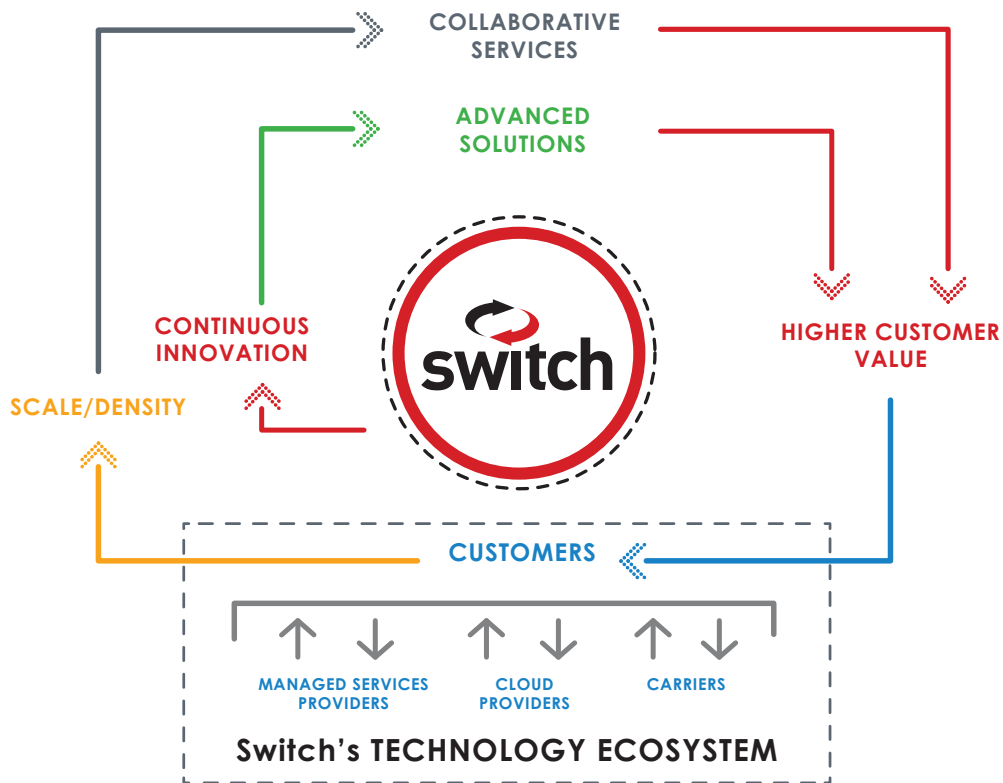 COLLABORATIVE
SERVICES
ADVANCED
SOLUTIONS
CONTINUOUS
INNOVATION
switch
HIGHER CUSTOMER
VALUE
SCALE/DENSITY
CUSTOMERS
MANAGED SERVICES
PROVIDERS
CLOUD
PROVIDERS
CARRIERS
Switch's TECHNOLOGY ECOSYSTEM